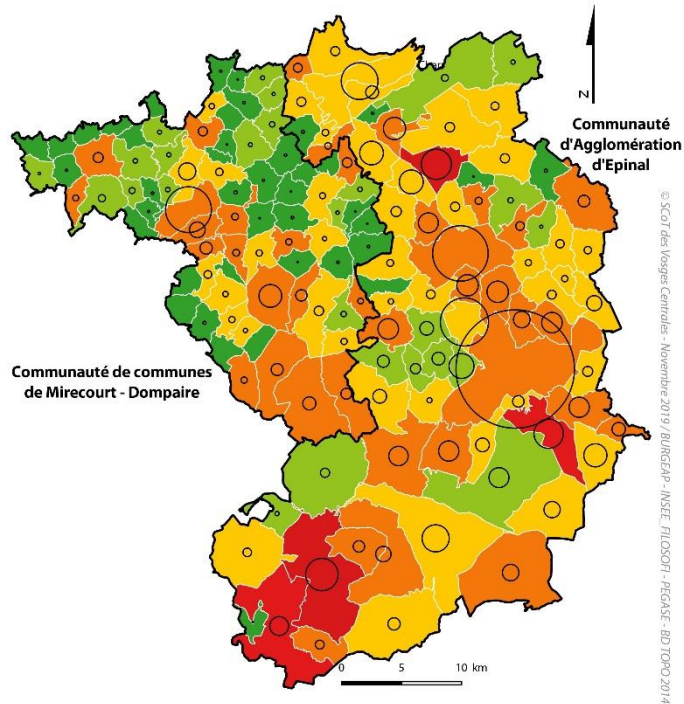 N
Communauté
d'Agglomération
d'Epinal
Communauté de communes
de Mirecourt - Dompaire
0 5 10 km
© SCoT des Vosges Centrales - Novembre 2019 / BURGEAP - INSEE, FILOSOFI - PEGASE - BD TOPO 2014